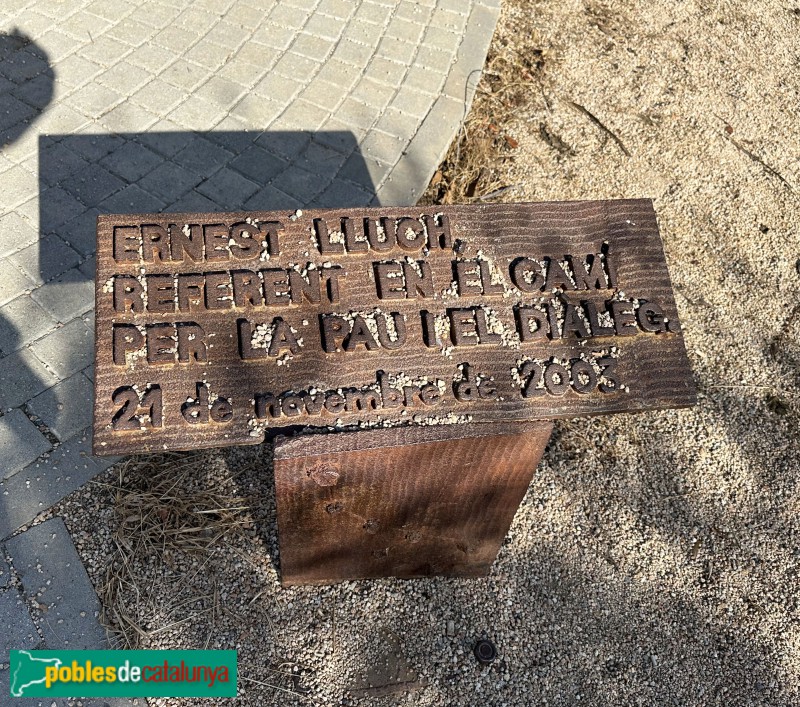 ERNEST LLUCH
REFERENT EN EL CAMÍ
PER LA PAU I EL DIÀLEG.
21 de novembre de 2003
poblesdecatalunya